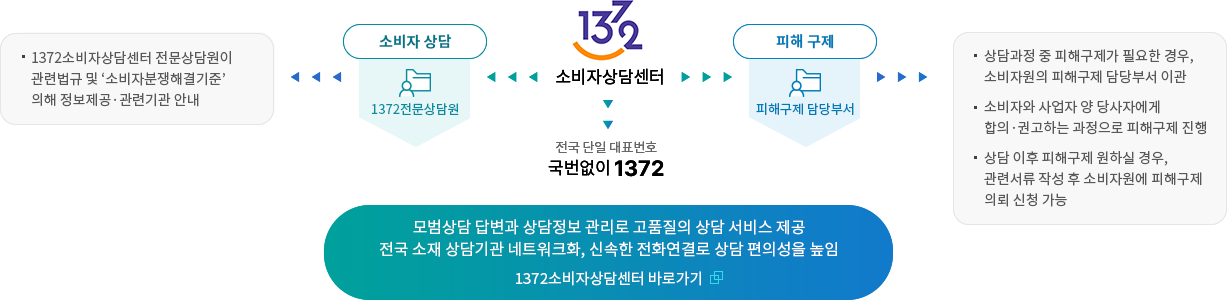 · 1372소비자상담센터 전문상담원이
관련법규 및 ‘소비자분쟁해결기준’
의해 정보제공·관련기관 안내
소비자 상담
1372전문상담원
1372
소비자상담센터
전국 단일 대표번호
국번없이 1372
피해 구제
피해구제 담당부서
· 상담과정 중 피해구제가 필요한 경우,
소비자원의 피해구제 담당부서 이관
· 소비자와 사업자 양 당사자에게
합의·권고하는 과정으로 피해구제 진행
· 상담 이후 피해구제 원하실 경우,
관련서류 작성 후 소비자원에 피해구제
의뢰 신청 가능
모범상담 답변과 상담정보 관리로 고품질의 상담 서비스 제공
전국 소재 상담기관 네트워크화, 신속한 전화연결로 상담 편의성을 높임
1372소비자상담센터 바로가기